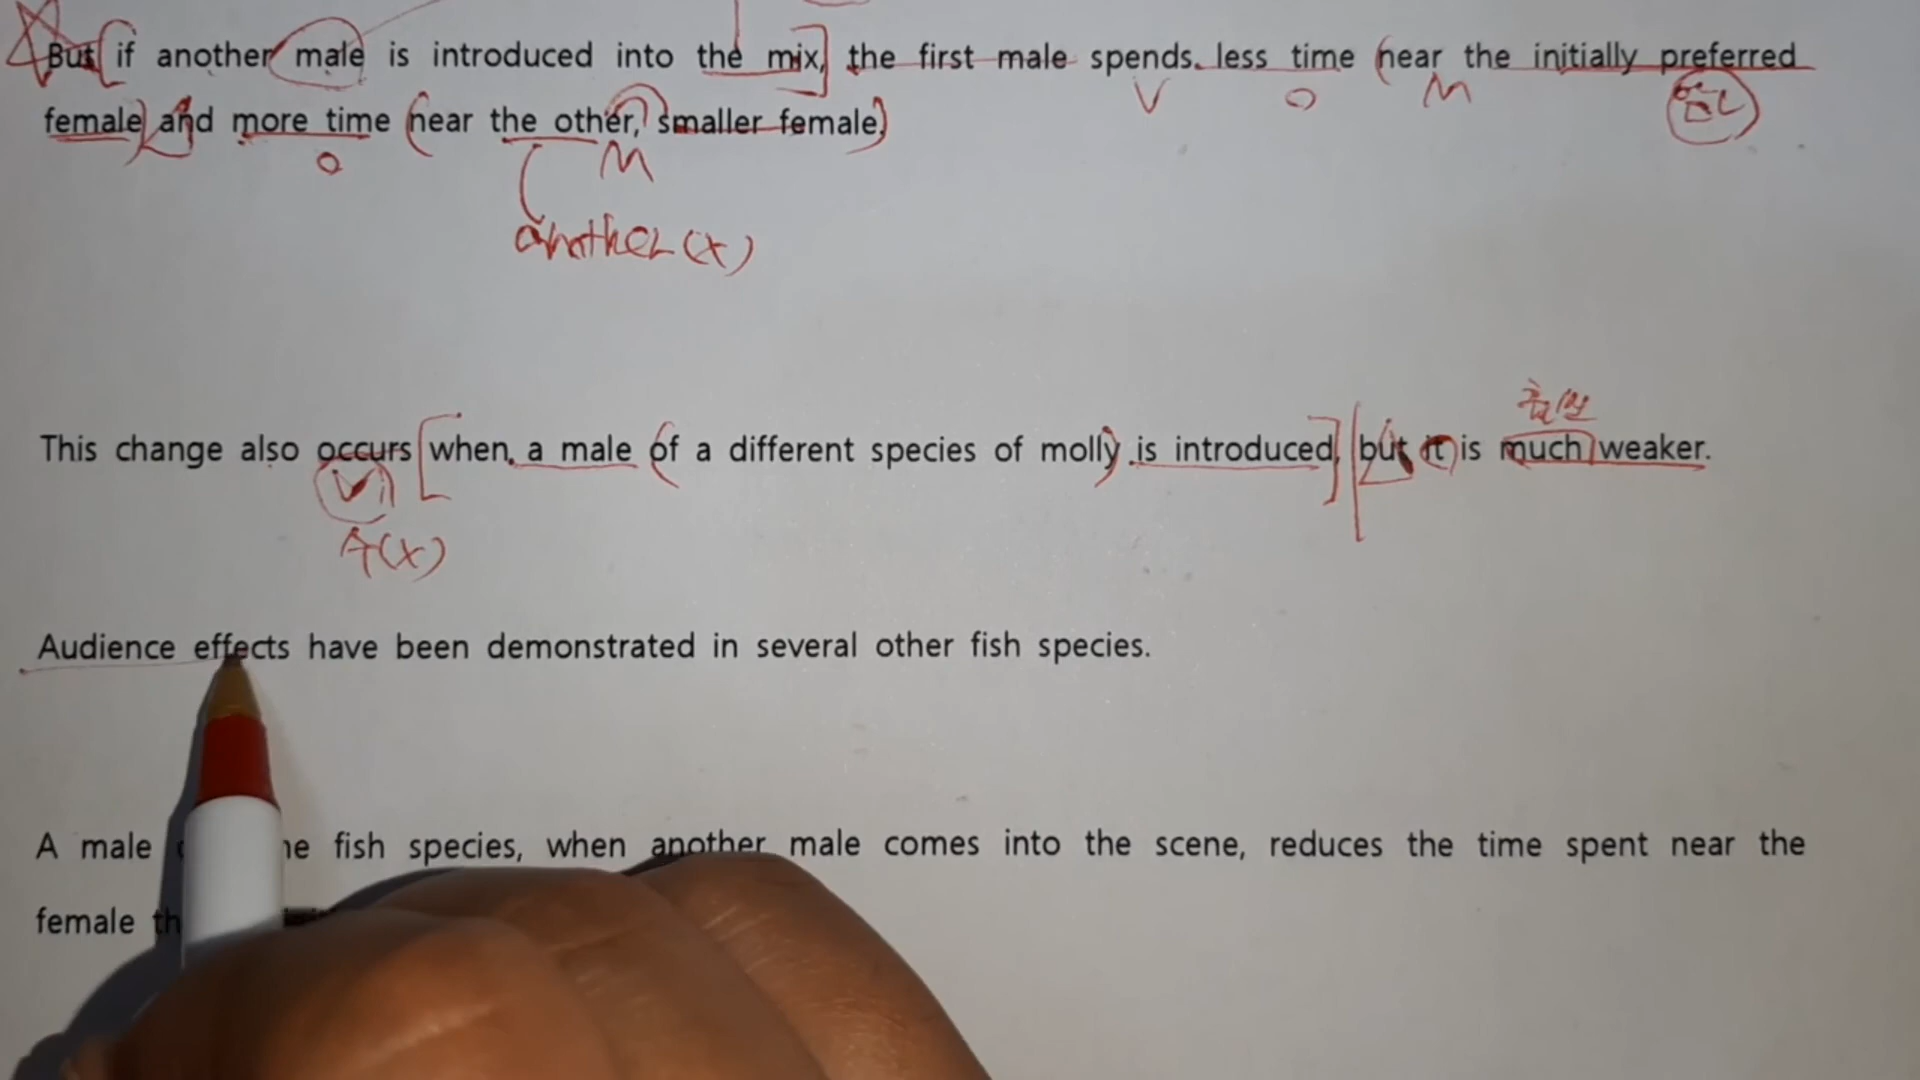 But if another male is introduced into the mix, the first male spends less time near the initially preferred
V O M
female and more time near the other, smaller female.
O M
another (x)
This change also occurs when a male of a different species of molly is introduced, but it is much weaker.
수(x)
Audience effects have been demonstrated in several other fish species.
A male fish species, when another male comes into the scene, reduces the time spent near the
female